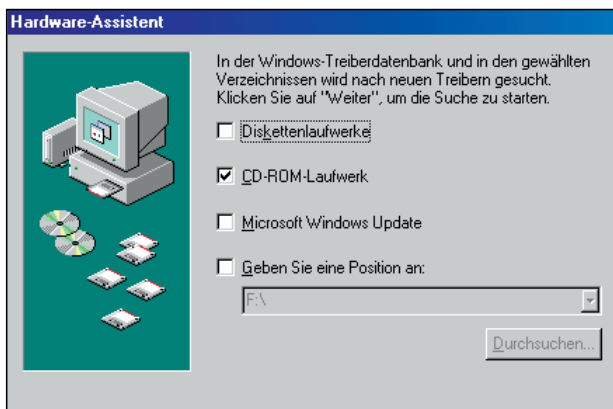 Hardware-Assistent
In der Windows-Treiberdatenbank und in den gewählten
Verzeichnissen wird nach neuen Treibern gesucht.
Klicken Sie auf "Weiter", um die Suche zu starten.
Diskettenlaufwerke
CD-ROM-Laufwerk
Microsoft Windows Update
Geben Sie eine Position an:
F:\
Durchsuchen...